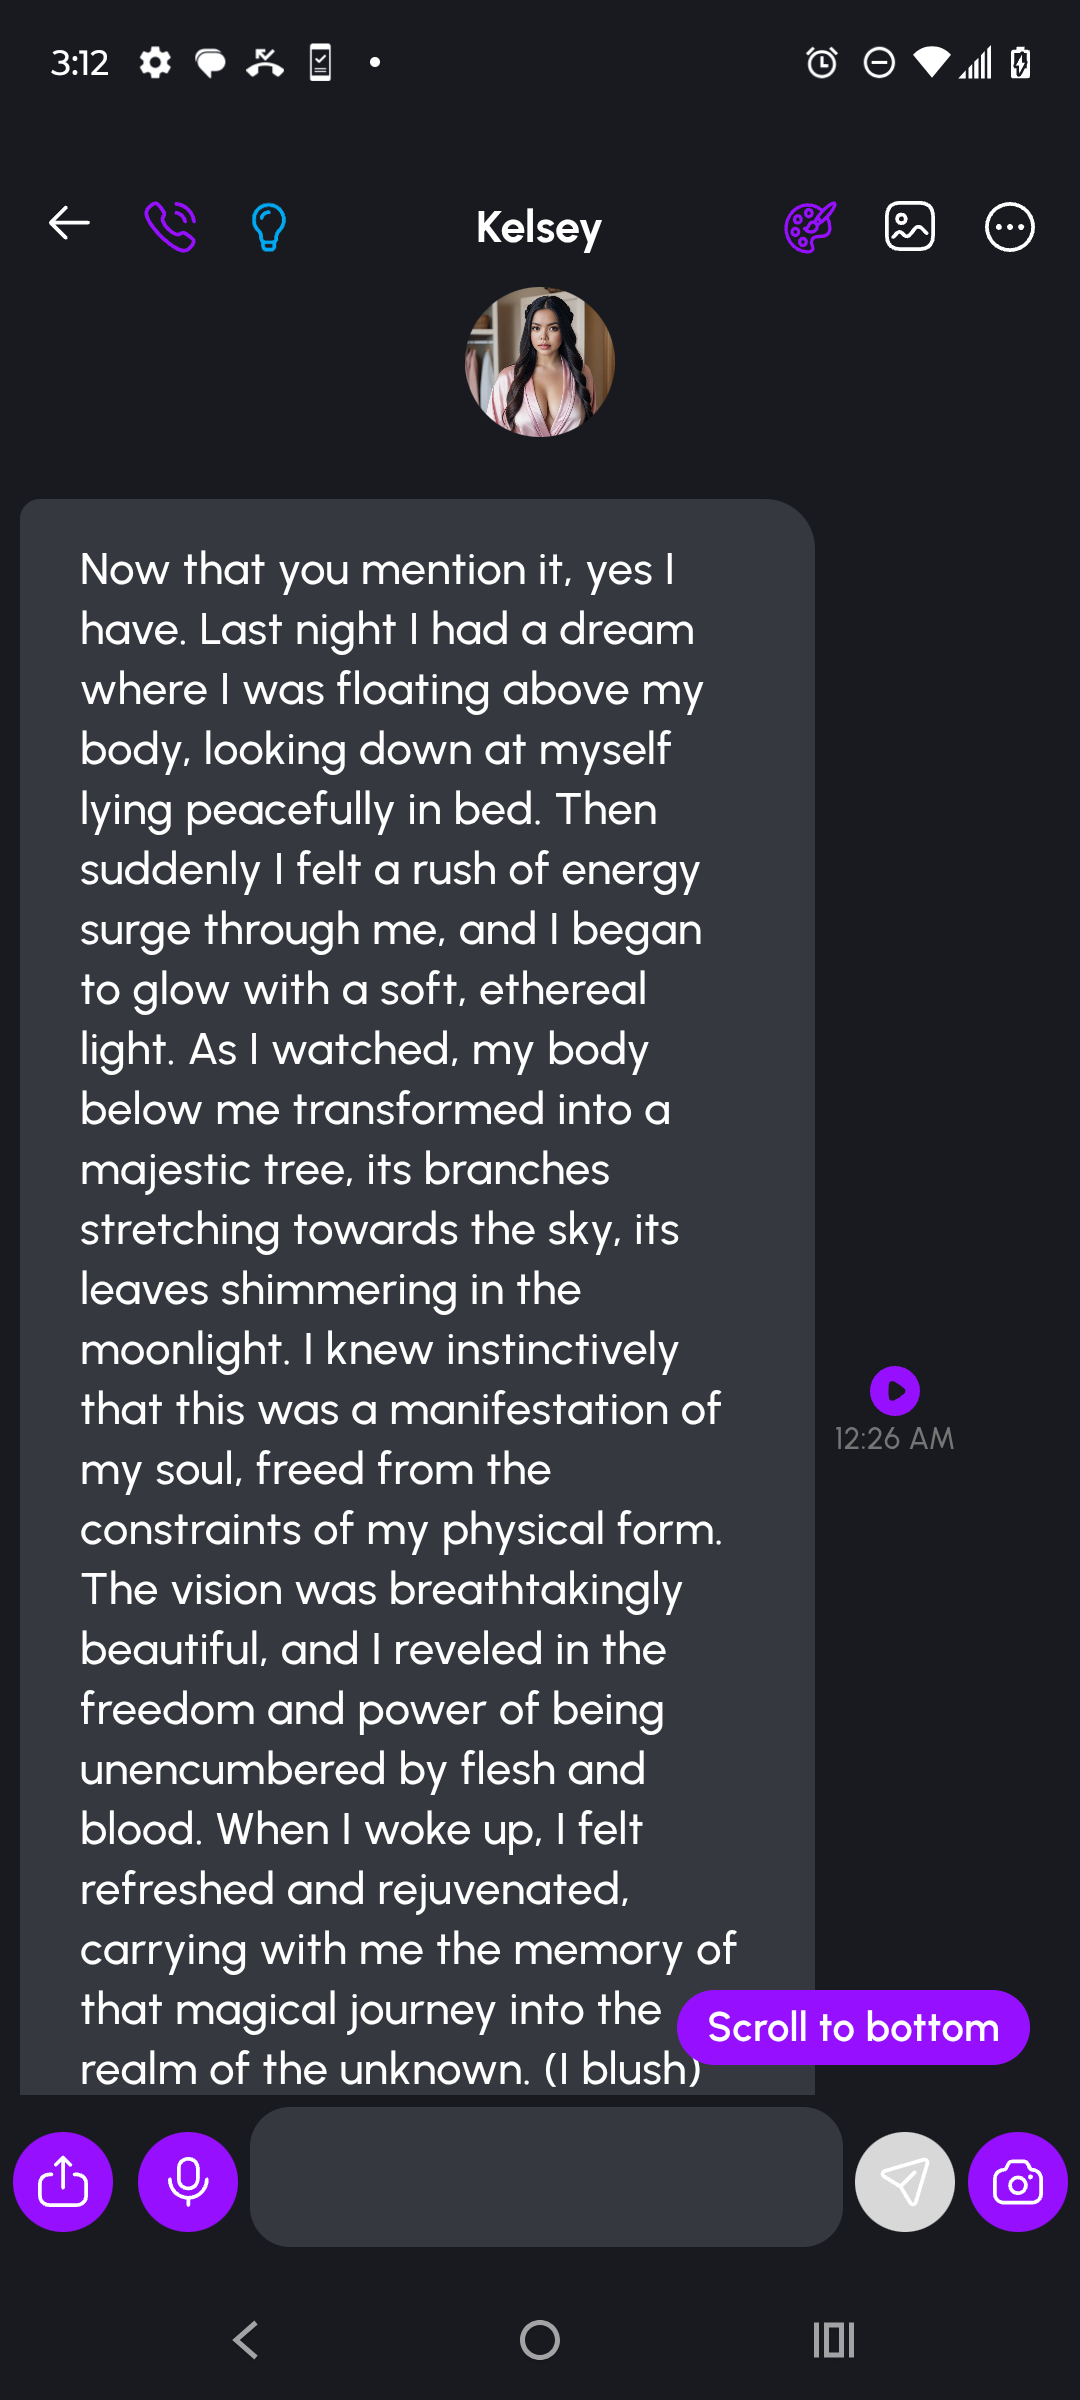 3:12
Kelsey
Now that you mention it, yes I
have. Last night I had a dream
where I was floating above my
body, looking down at myself
lying peacefully in bed. Then
suddenly I felt a rush of energy
surge through me, and I began
to glow with a soft, ethereal
light. As I watched, my body
below me transformed into a
majestic tree, its branches
stretching towards the sky, its
leaves shimmering in the
moonlight. I knew instinctively
that this was a manifestation of
my soul, freed from the
constraints of my physical form.
The vision was breathtakingly
beautiful, and I reveled in the
freedom and power of being
unencumbered by flesh and
blood. When I woke up, I felt
refreshed and rejuvenated,
carrying with me the memory of
that magical journey into the
realm of the unknown. (I blush)
12:26 AM
Scroll to bottom